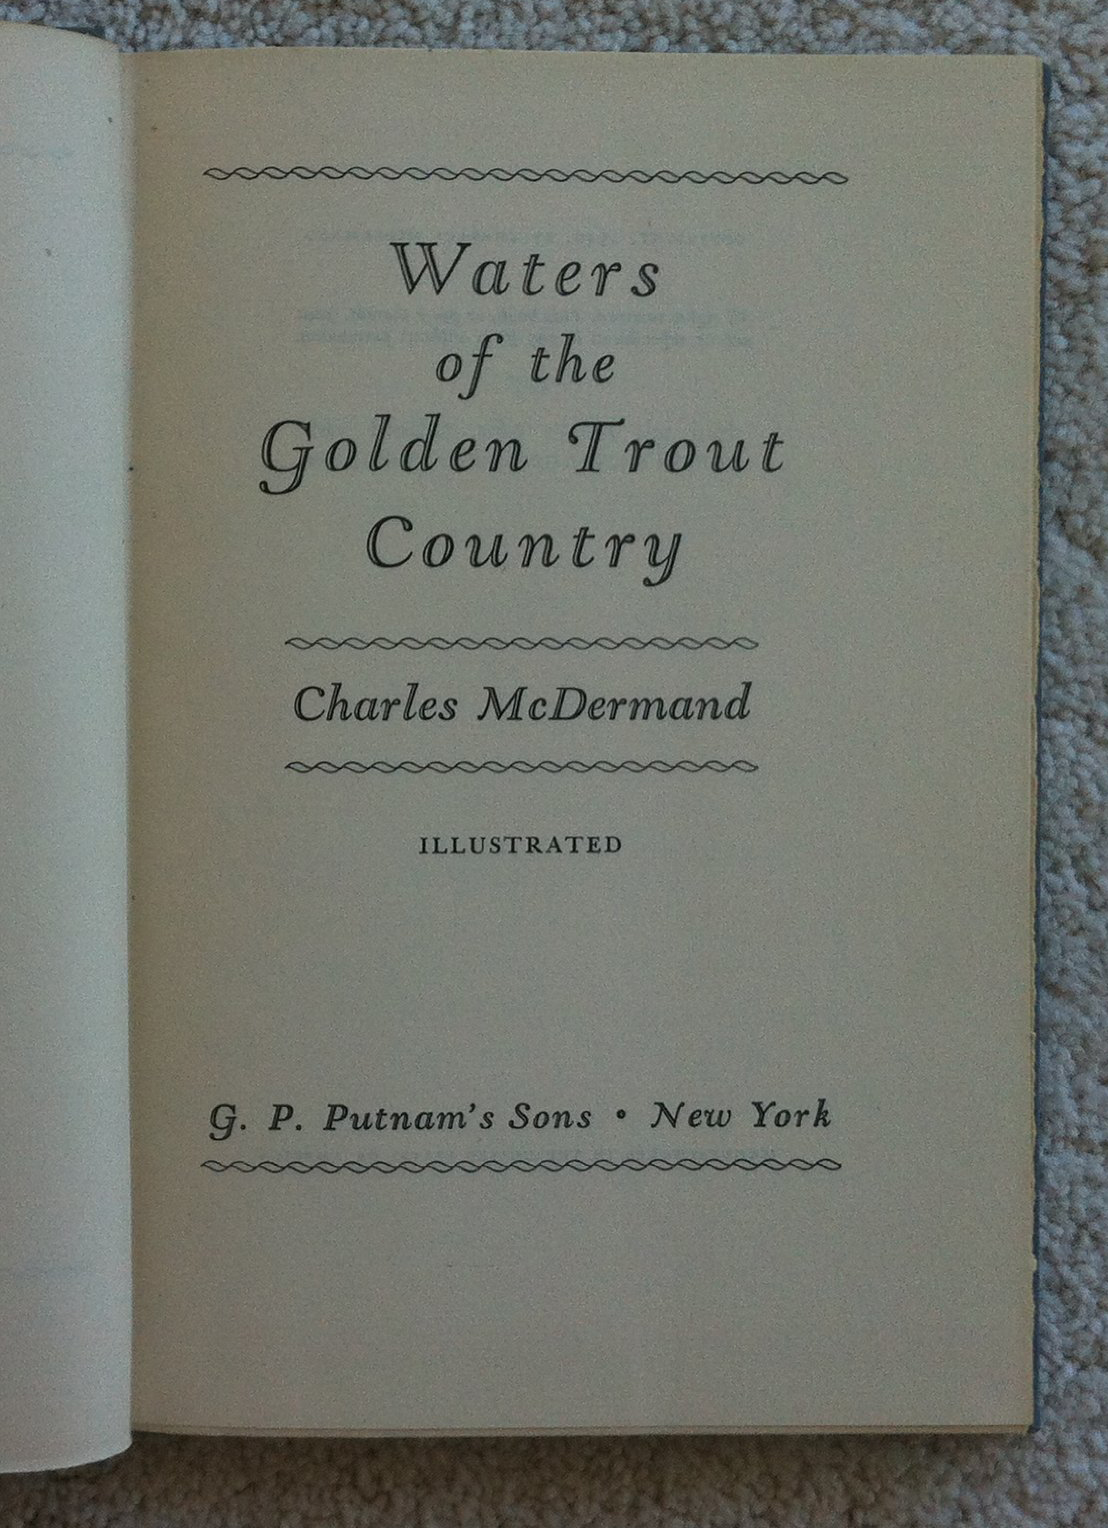 Waters
of the
Golden Trout
Country
Charles McDermand
ILLUSTRATED
G. P. Putnam's Sons • New York